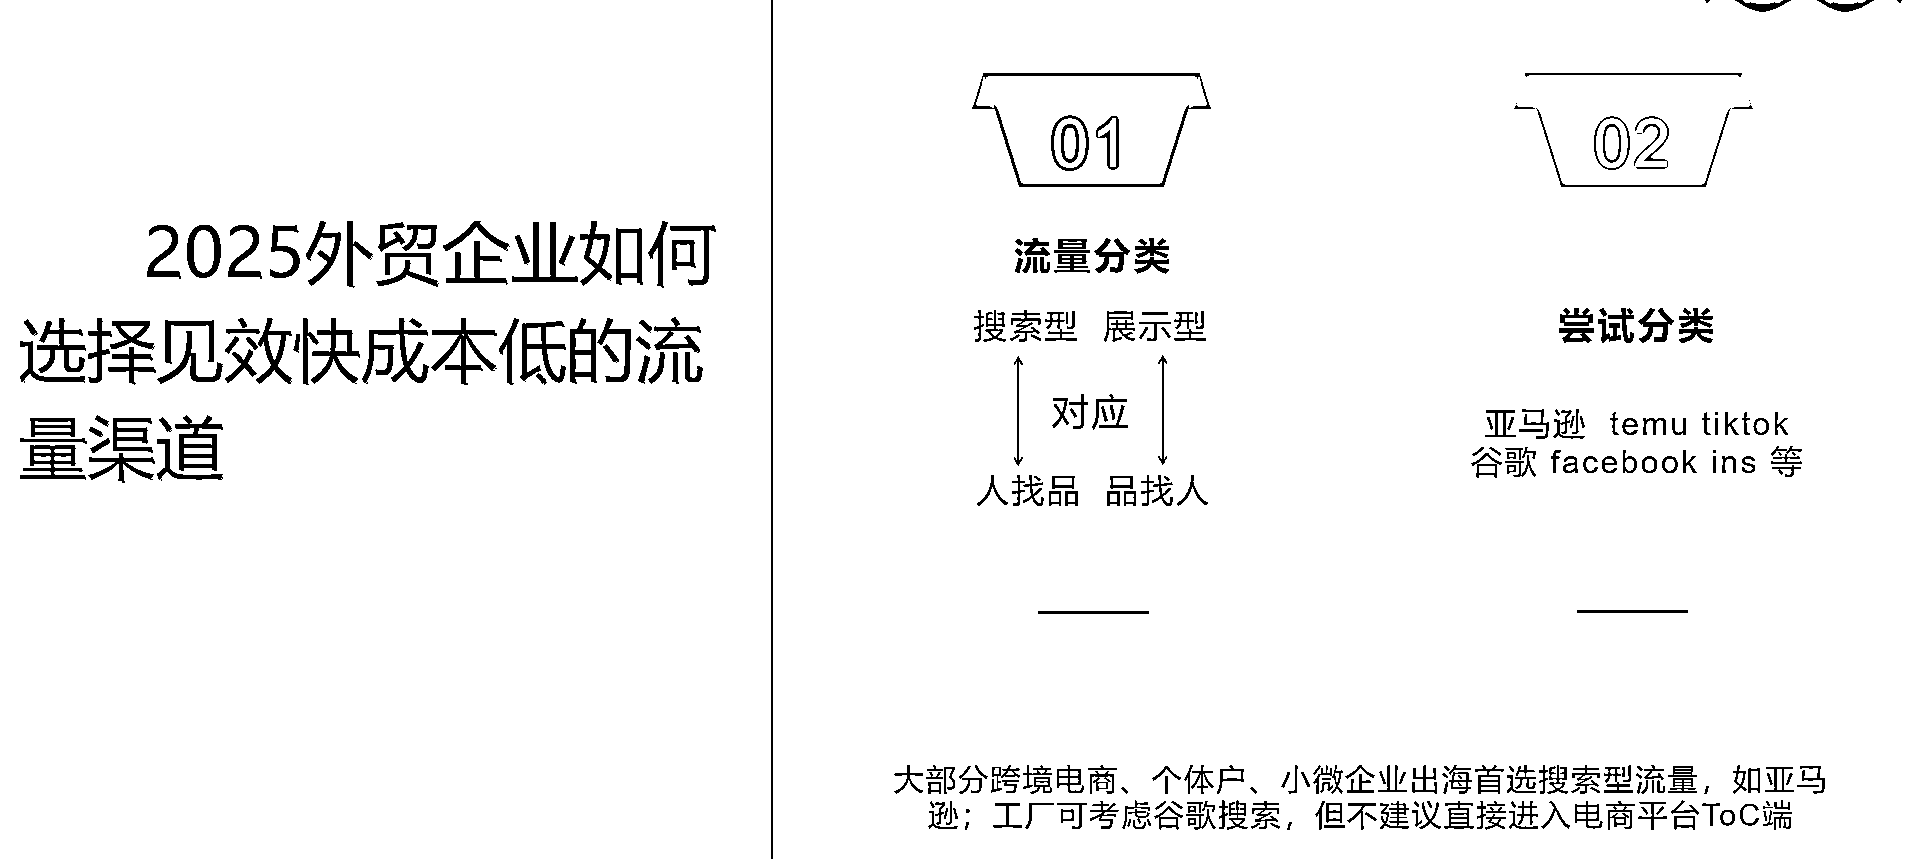 2025外贸企业如何
选择见效快成本低的流
量渠道
01
流量分类
搜索型 展示型
对应
人找品 品找人
02
尝试分类
亚马逊 temu tiktok
谷歌 facebook ins 等
大部分跨境电商、个体户、小微企业出海首选搜索型流量，如亚马
逊；工厂可考虑谷歌搜索，但不建议直接进入电商平台ToC端